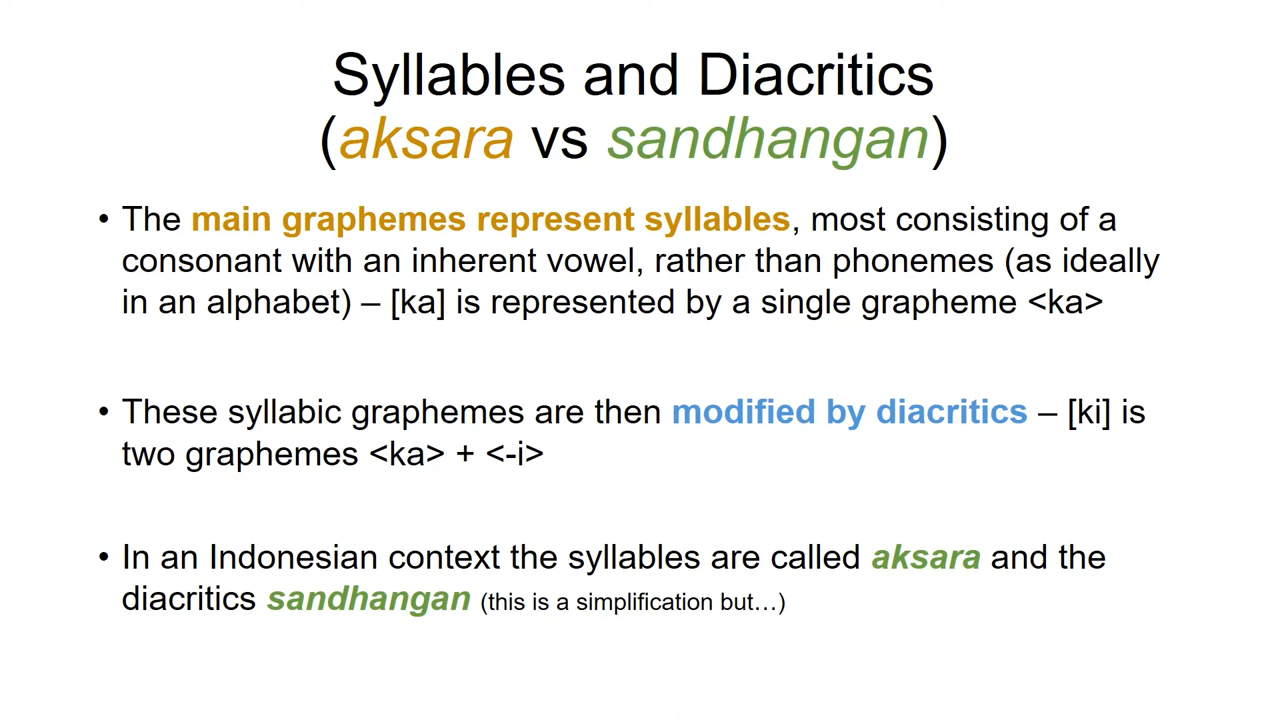 Syllables and Diacritics
(aksara vs sandhangan)
• The main graphemes represent syllables, most consisting of a
consonant with an inherent vowel, rather than phonemes (as ideally
in an alphabet) – [ka] is represented by a single grapheme <ka>
• These syllabic graphemes are then modified by diacritics – [ki] is
two graphemes <ka> + <-i>
• In an Indonesian context the syllables are called aksara and the
diacritics sandhangan (this is a simplification but…)